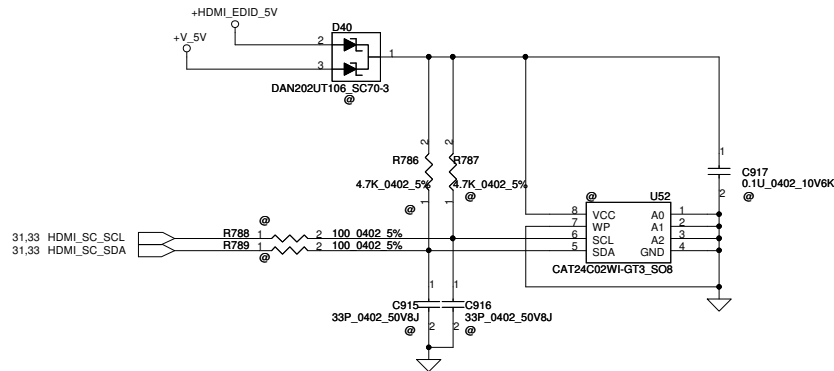 +HDMI_EDID_5V
+V_5V
D40
2
3
1
DAN202UT106_SC70-3
@
2
2
R786
R787
4.7K_0402_5%
4.7K_0402_5%
@
@
1
1
1
C917
0.1U_0402_10V6K
2
@
@
U52
8 VCC A0 1
7 WP A1 2
6 SCL A2 3
5 SDA GND 4
CAT24C02WI-GT3_SO8
@
31,33 HDMI_SC_SCL R788 1 2 100_0402_5%
31,33 HDMI_SC_SDA R789 1 2 100_0402_5%
@
1
1
C915
C916
33P_0402_50V8J
33P_0402_50V8J
2
2
@
@